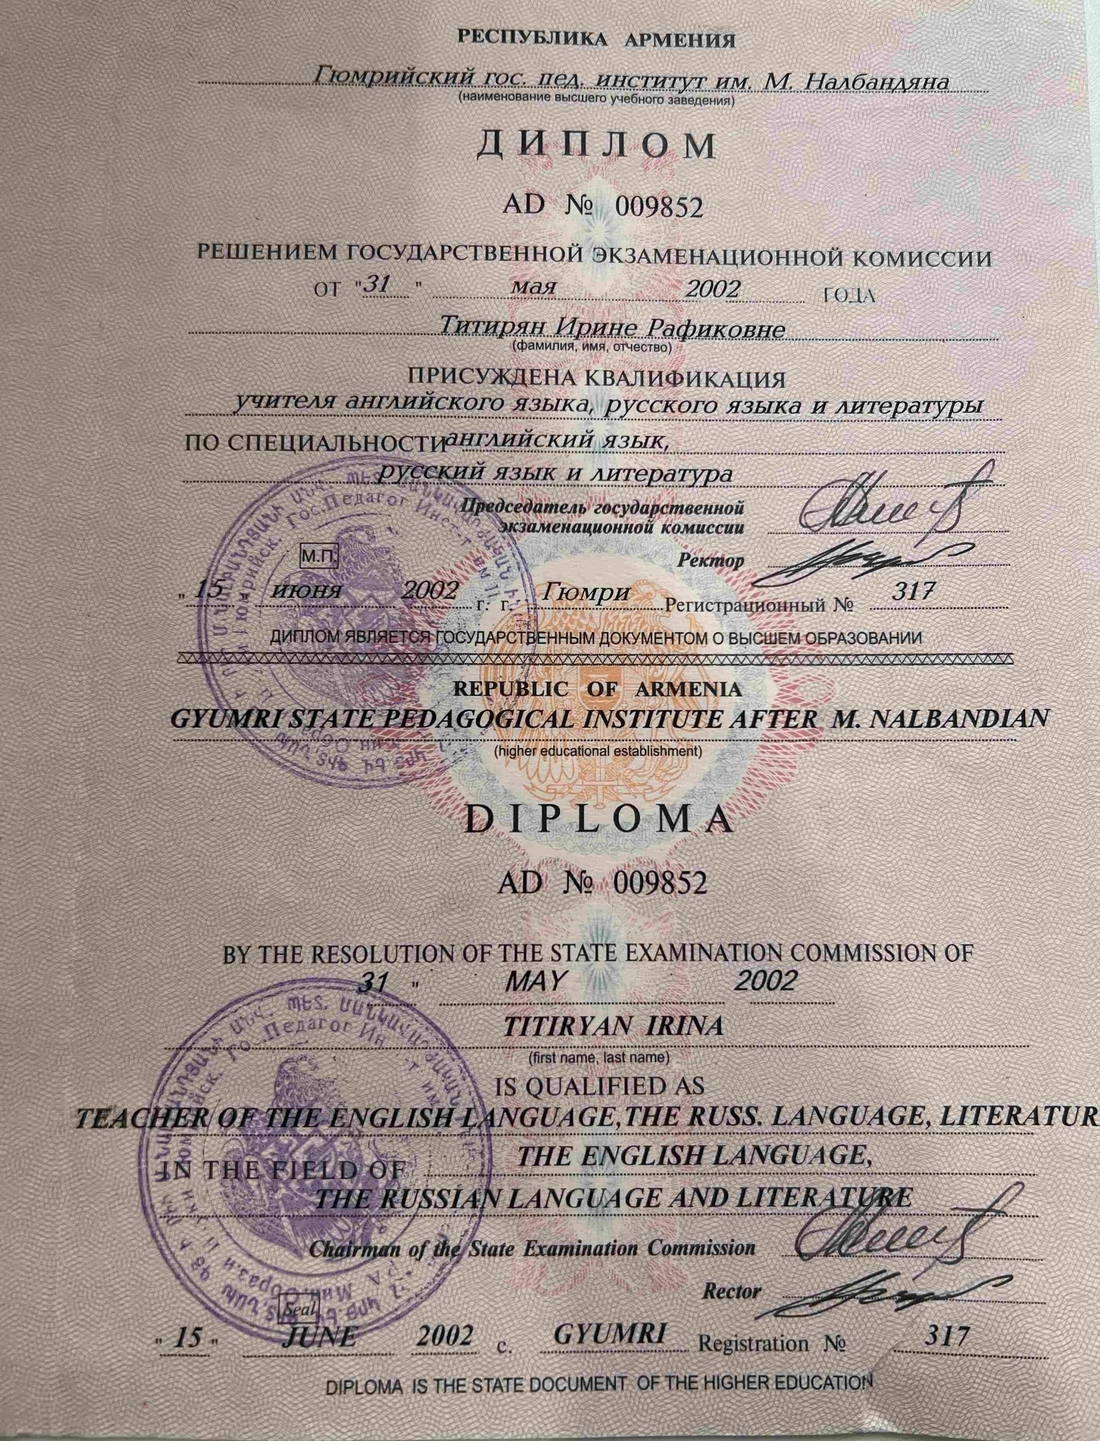 РЕСПУБЛИКА АРМЕНИЯ
Гюмрийский гос. пед. институт им. М. Налбандяна
(наименование высшего учебного заведения)
ДИПЛОМ
AD № 009852
РЕШЕНИЕМ ГОСУДАРСТВЕННОЙ ЭКЗАМЕНАЦИОННОЙ КОМИССИИ
ОТ "31" мая 2002 ГОДА
Титирян Ирине Рафиковне
(фамилия, имя, отчество)
ПРИСУЖДЕНА КВАЛИФИКАЦИЯ
учителя английского языка, русского языка и литературы
ПО СПЕЦИАЛЬНОСТИ английский язык,
русский язык и литература
Председатель государственной
экзаменационной комиссии
Ректор
М.П.
"15 июня 2002 г. г. Гюмри Регистрационный № 317
ДИПЛОМ ЯВЛЯЕТСЯ ГОСУДАРСТВЕННЫМ ДОКУМЕНТОМ О ВЫСШЕМ ОБРАЗОВАНИИ
REPUBLIC OF ARMENIA
GYUMRI STATE PEDAGOGICAL INSTITUTE AFTER M. NALBANDIAN
(higher educational establishment)
DIPLOMA
AD № 009852
BY THE RESOLUTION OF THE STATE EXAMINATION COMMISSION OF
31 " MAY 2002
TITIRYAN IRINA
(first name, last name)
IS QUALIFIED AS
TEACHER OF THE ENGLISH LANGUAGE, THE RUSS. LANGUAGE, LITERATUR
IN THE FIELD OF THE ENGLISH LANGUAGE,
THE RUSSIAN LANGUAGE AND LITERATURE
Chairman of the State Examination Commission
Rector
Seal
"15" JUNE 2002 c. GYUMRI Registration № 317
DIPLOMA IS THE STATE DOCUMENT OF THE HIGHER EDUCATION